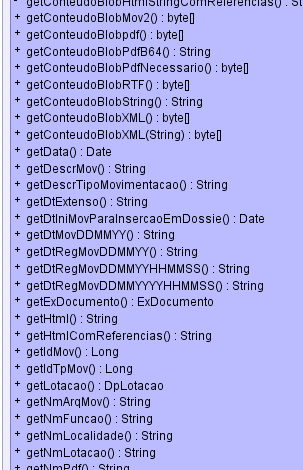 + getConteudoBlobHtmlStringComReferencias() : St
+ getConteudoBlobMov2() : byte[]
+ getConteudoBlobpdf() : byte[]
+ getConteudoBlobPdfB64() : String
+ getConteudoBlobPdfNecessario() : byte[]
+ getConteudoBlobRTF() : byte[]
+ getConteudoBlobString() : String
+ getConteudoBlobXML() : byte[]
+ getConteudoBlobXML(String) : byte[]
+ getData() : Date
+ getDescrMov() : String
+ getDescrTipoMovimentacao() : String
+ getDtExtenso() : String
+ getDtIniMovParaInsercaoEmDossie() : Date
+ getDtMovDDMMYY() : String
+ getDtRegMovDDMMYY() : String
+ getDtRegMovDDMMYYHHMMSS() : String
+ getDtRegMovDDMMYYYYHHMMSS() : String
+ getExDocumento() : ExDocumento
+ getHtml() : String
+ getHtmlComReferencias() : String
+ getIdMov() : Long
+ getIdTpMov() : Long
+ getLotacao() : DpLotacao
+ getNmArqMov() : String
+ getNmFuncao() : String
+ getNmLocalidade() : String
+ getNmLotacao() : String
+ getNmPdf() : String